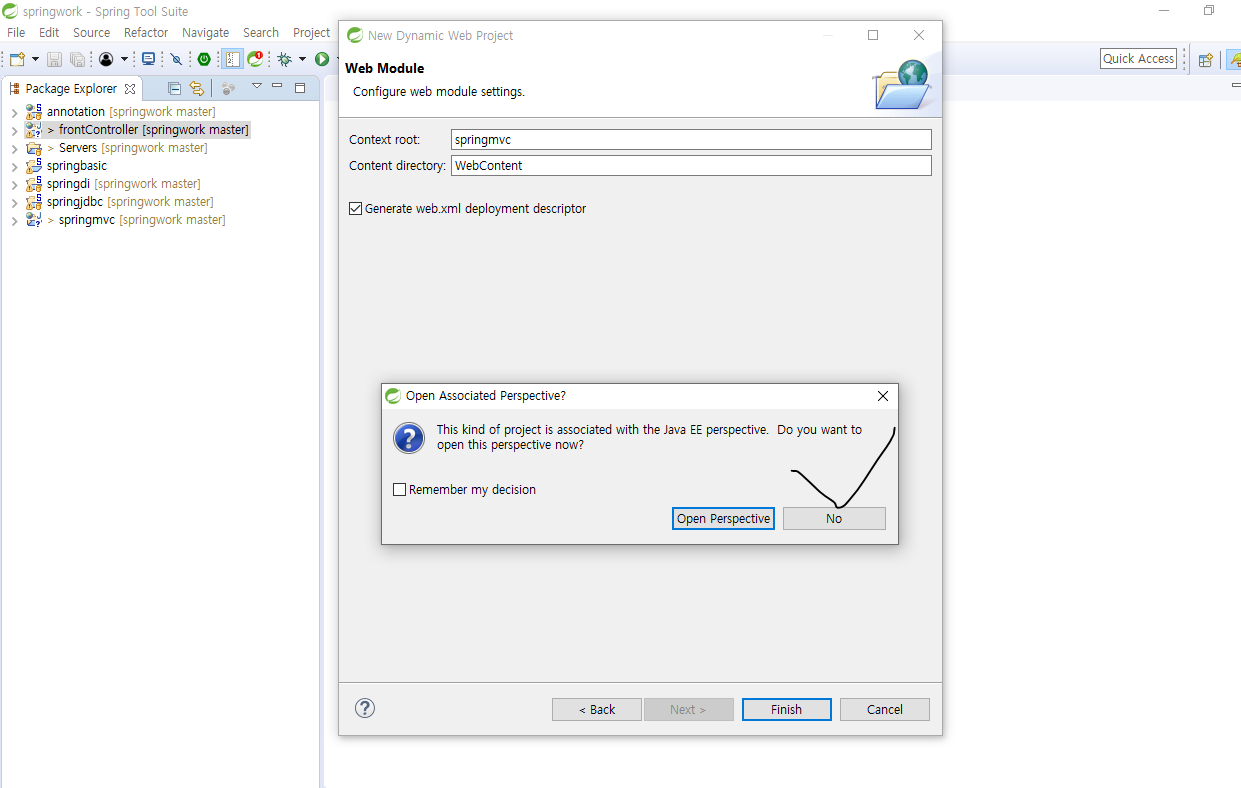 springwork - Spring Tool Suite
File Edit Source Refactor Navigate Search Project
Quick Access
Package Explorer
annotation [springwork master]
> frontController [springwork master]
> Servers [springwork master]
springbasic
springdi [springwork master]
springjdbc [springwork master]
> springmvc [springwork master]
New Dynamic Web Project
Web Module
Configure web module settings.
Context root: springmvc
Content directory: WebContent
Generate web.xml deployment descriptor
Open Associated Perspective?
This kind of project is associated with the Java EE perspective. Do you want to
open this perspective now?
Remember my decision
Open Perspective No
< Back Next > Finish Cancel